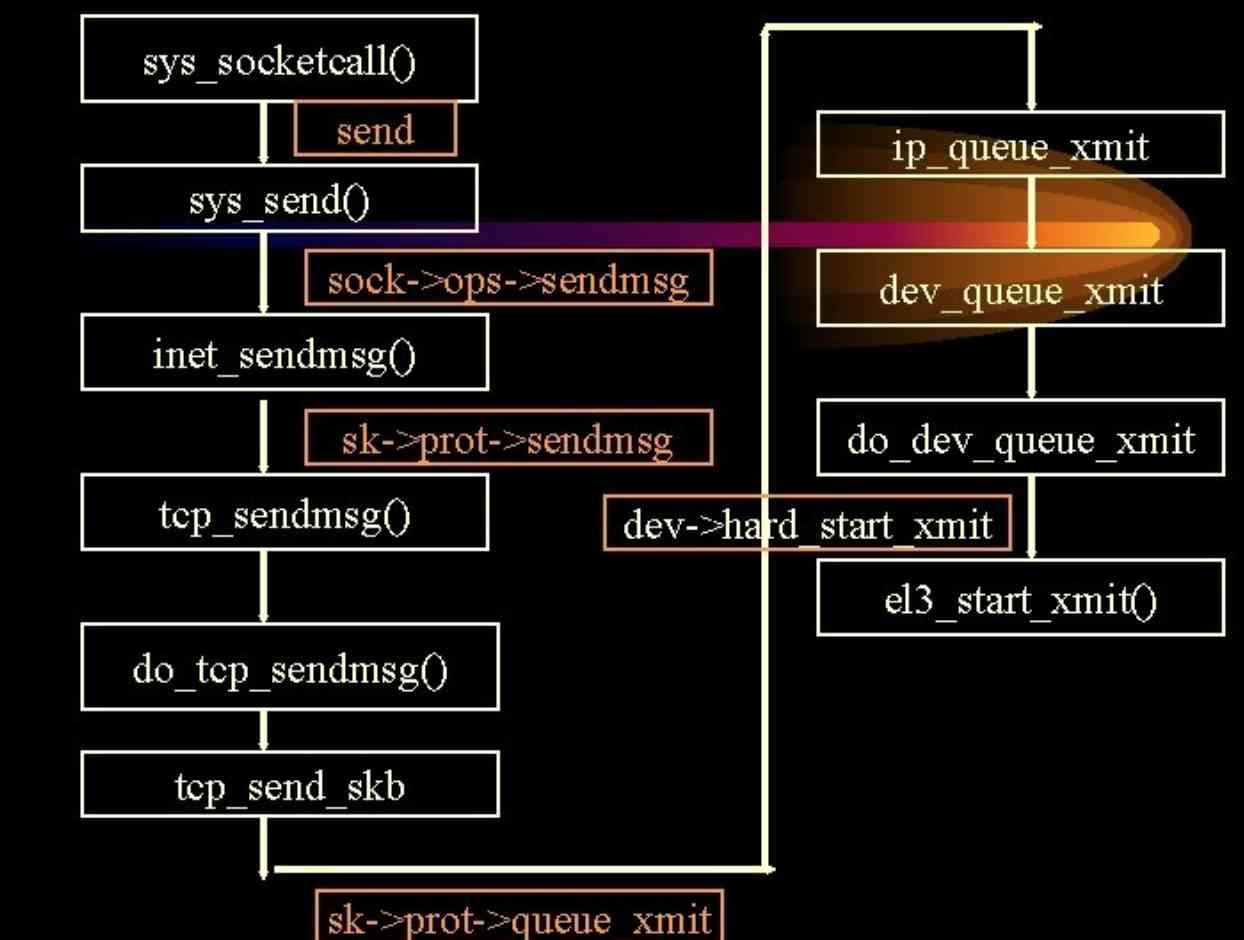 sys_socketcall()
send
sys_send()
sock->ops->sendmsg
inet_sendmsg()
sk->prot->sendmsg
tcp_sendmsg()
do_tcp_sendmsg()
tcp_send_skb
sk->prot->queue_xmit
ip_queue_xmit
dev_queue_xmit
do_dev_queue_xmit
dev->hard_start_xmit
el3_start_xmit()